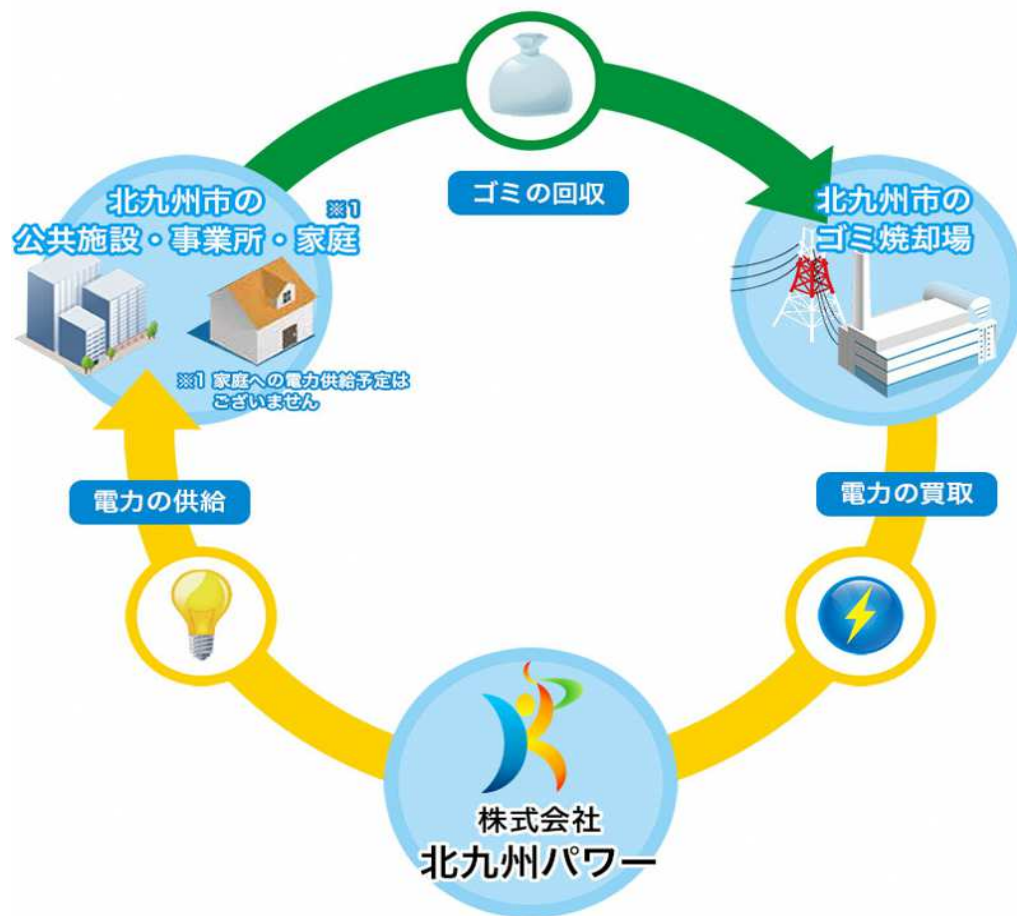 ゴミの回収
北九州市の
公共施設・事業所・家庭※1
※1 家庭への電力供給予定は
ございません
北九州市の
ゴミ焼却場
電力の供給
電力の買取
株式会社
北九州パワー